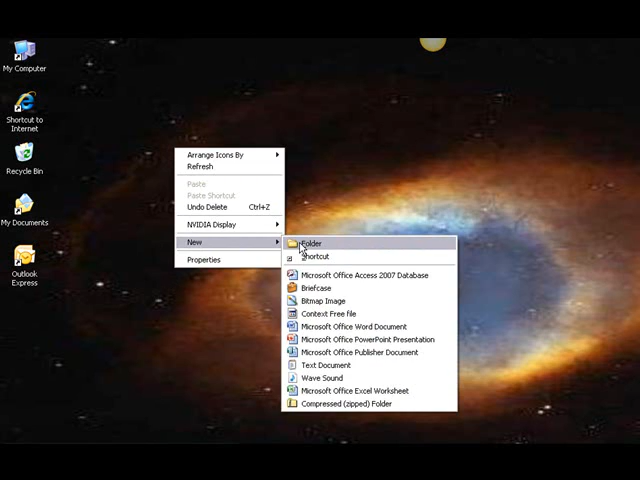 My Computer
Shortcut to
Internet
Recycle Bin
My Documents
Outlook
Express
Arrange Icons By
Refresh
Paste
Paste Shortcut
Undo Delete Ctrl+Z
NVIDIA Display
New
Properties
Folder
Shortcut
Microsoft Office Access 2007 Database
Briefcase
Bitmap Image
Context Free file
Microsoft Office Word Document
Microsoft Office PowerPoint Presentation
Microsoft Office Publisher Document
Text Document
Wave Sound
Microsoft Office Excel Worksheet
Compressed (zipped) Folder